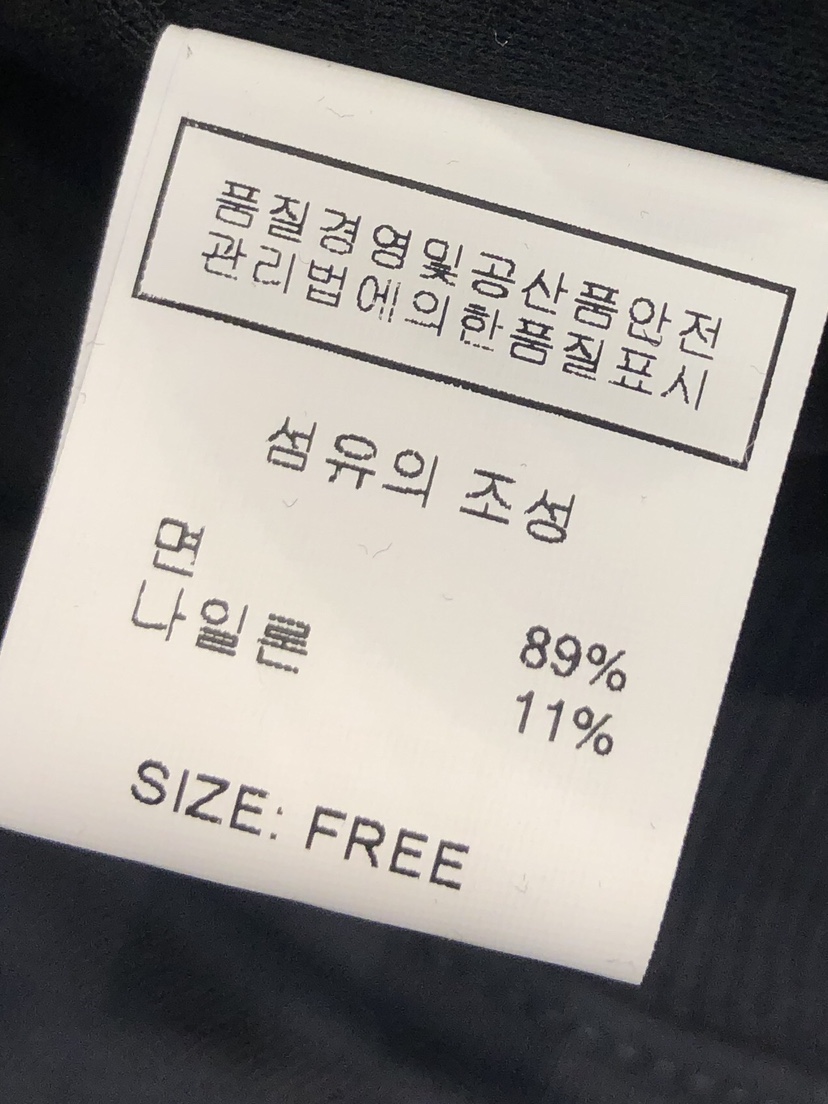 품질경영및공산품안전
관리법에의한품질표시
섬유의 조성
면 89%
나일론 11%
SIZE: FREE